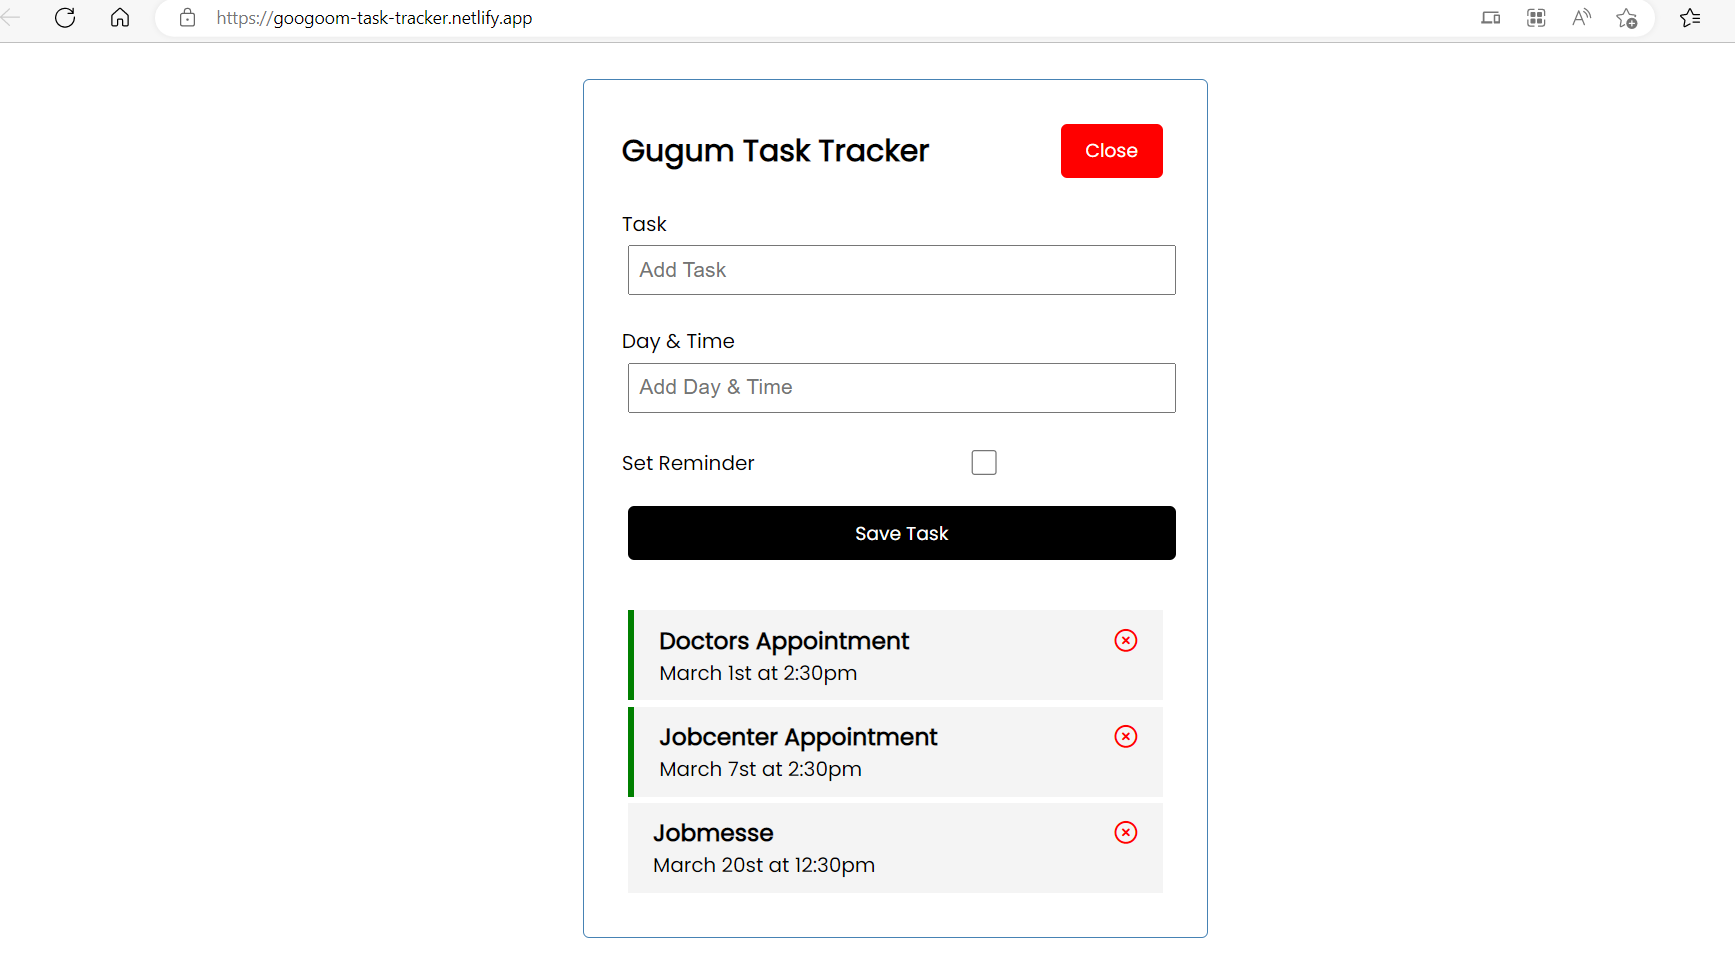 https://googoom-task-tracker.netlify.app
Gugum Task Tracker
Close
Task
Add Task
Day & Time
Add Day & Time
Set Reminder
Save Task
Doctors Appointment
March 1st at 2:30pm
Jobcenter Appointment
March 7st at 2:30pm
Jobmesse
March 20st at 12:30pm